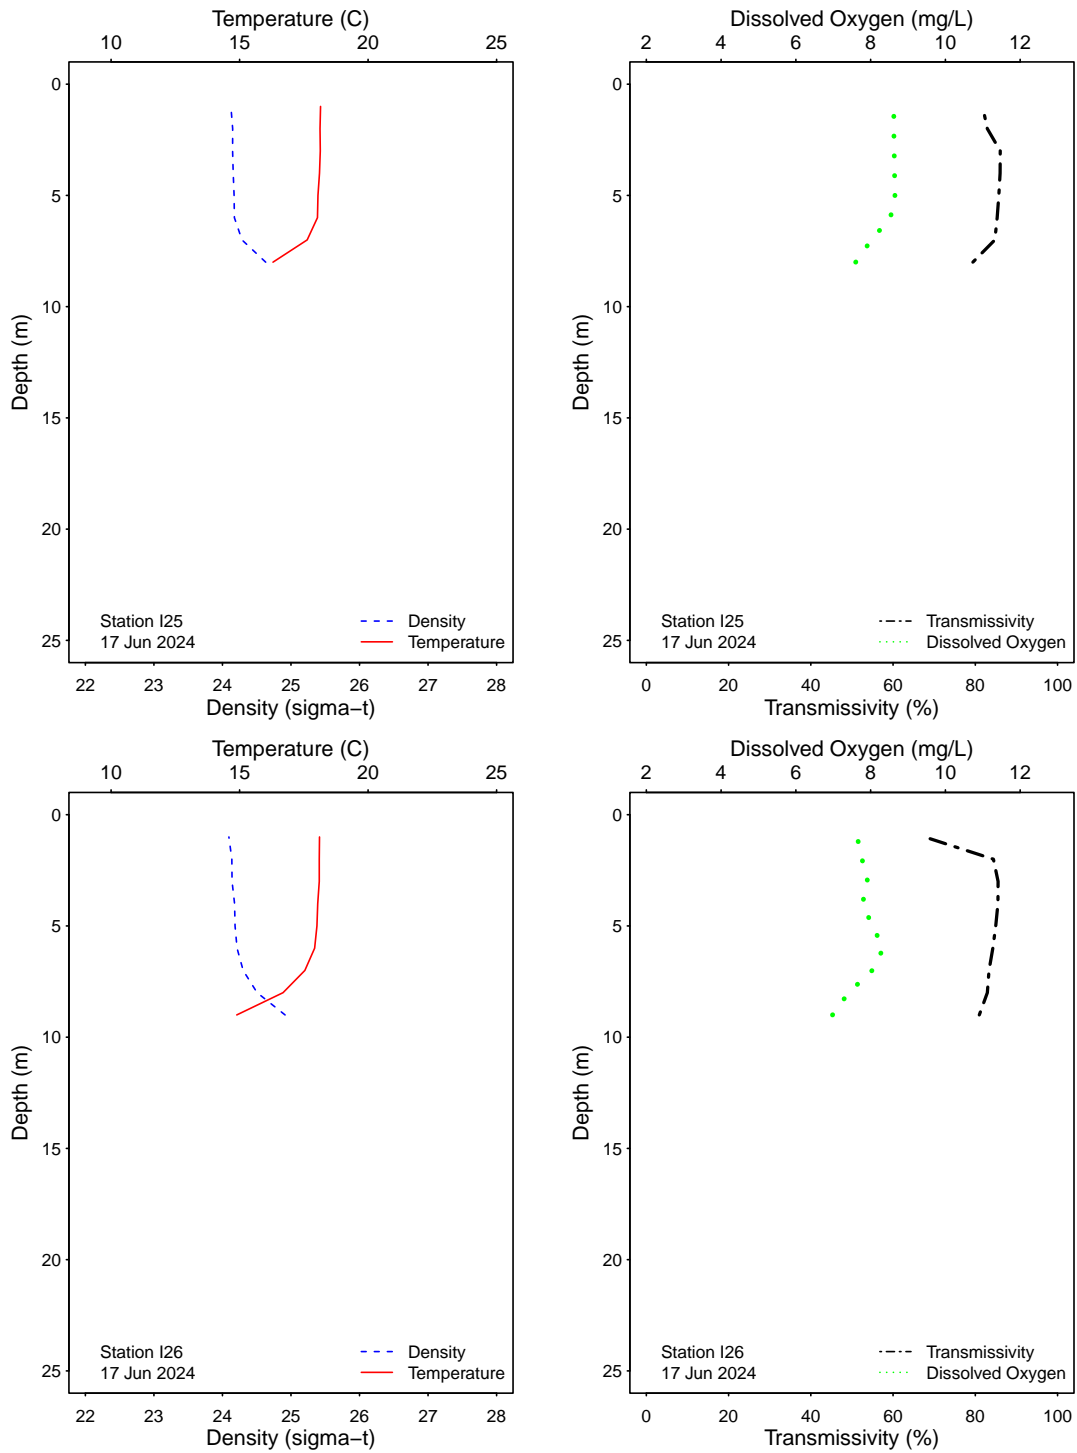 Temperature (C)
10 15 20 25
0
5
10
15
20
25
Depth (m)
Station I25
17 Jun 2024
Density
Temperature
22 23 24 25 26 27 28
Density (sigma−t)
Dissolved Oxygen (mg/L)
2 4 6 8 10 12
0
5
10
15
20
25
Depth (m)
Station I25
17 Jun 2024
Transmissivity
Dissolved Oxygen
0 20 40 60 80 100
Transmissivity (%)
Temperature (C)
10 15 20 25
0
5
10
15
20
25
Depth (m)
Station I26
17 Jun 2024
Density
Temperature
22 23 24 25 26 27 28
Density (sigma−t)
Dissolved Oxygen (mg/L)
2 4 6 8 10 12
0
5
10
15
20
25
Depth (m)
Station I26
17 Jun 2024
Transmissivity
Dissolved Oxygen
0 20 40 60 80 100
Transmissivity (%)